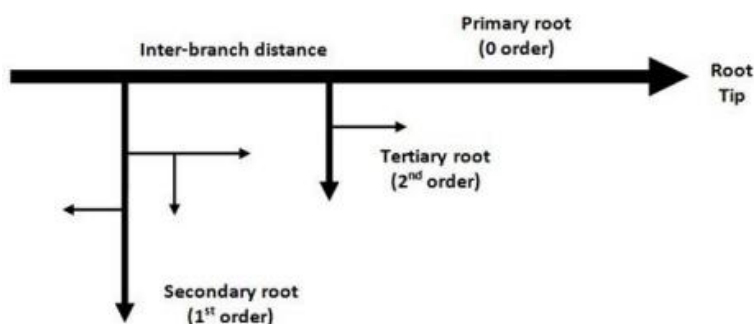 Primary root
(0 order)
Inter-branch distance
Root
Tip
Tertiary root
(2nd order)
Secondary root
(1st order)